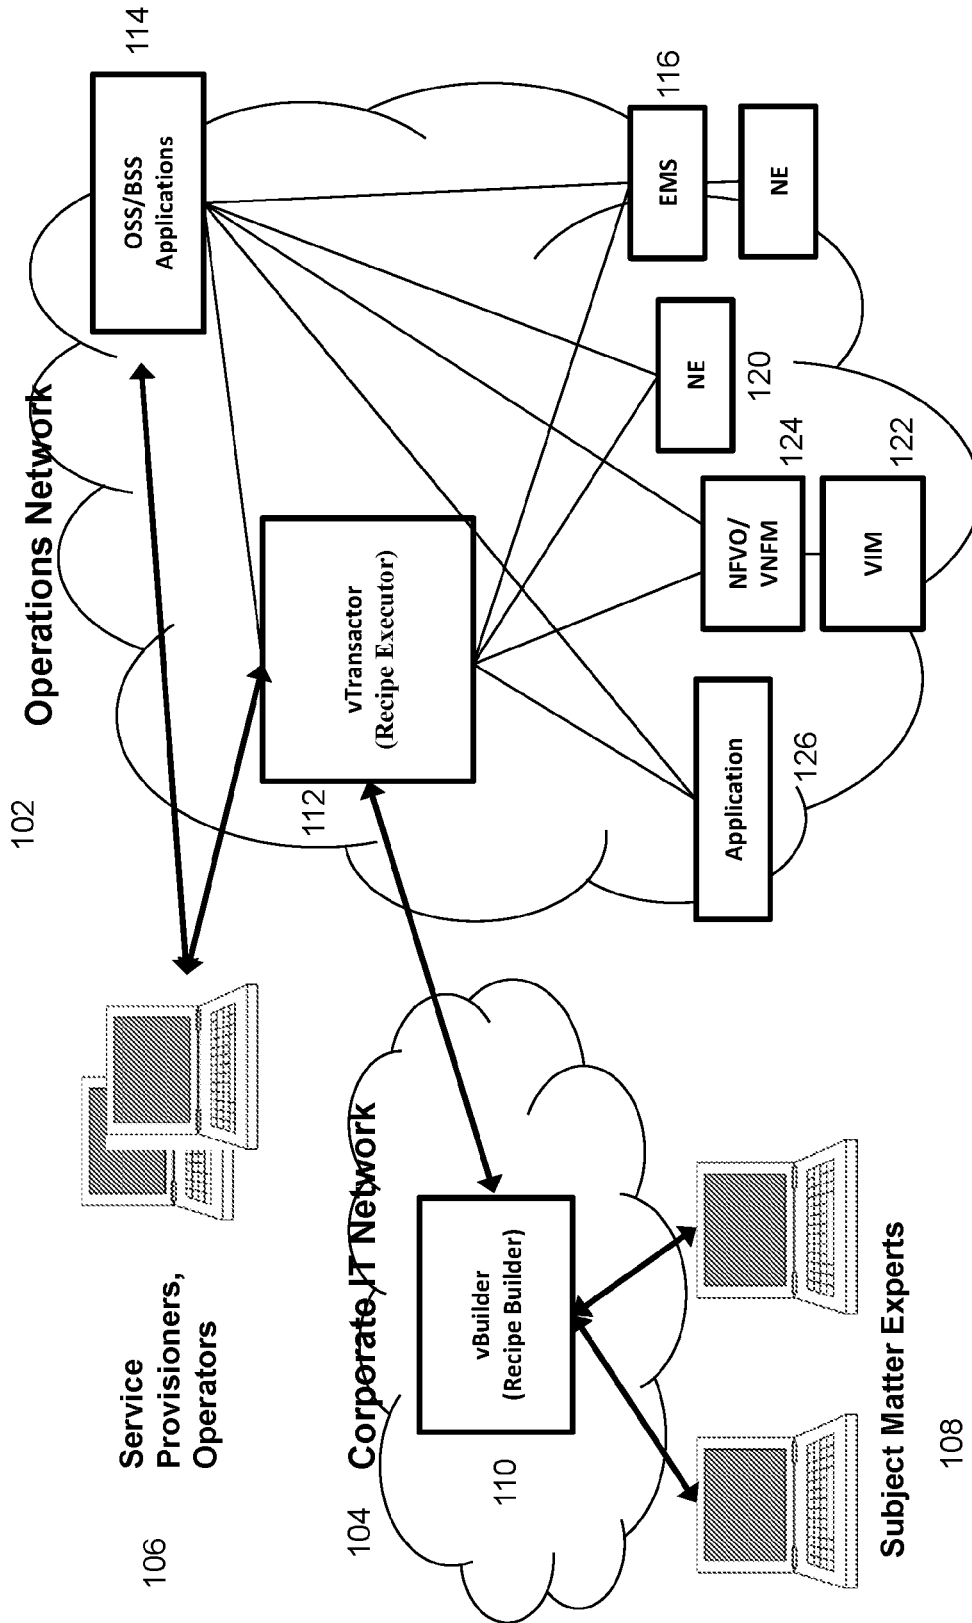 102
Operations Network
114
OSS/BSS
Applications
112
vTransactor
(Recipe Executor)
116
EMS
NE
NE
120
124
NFVO/
VNFM
122
VIM
Application
126
106
Service
Provisioners,
Operators
104
Corporate IT Network
110
vBuilder
(Recipe Builder)
Subject Matter Experts
108